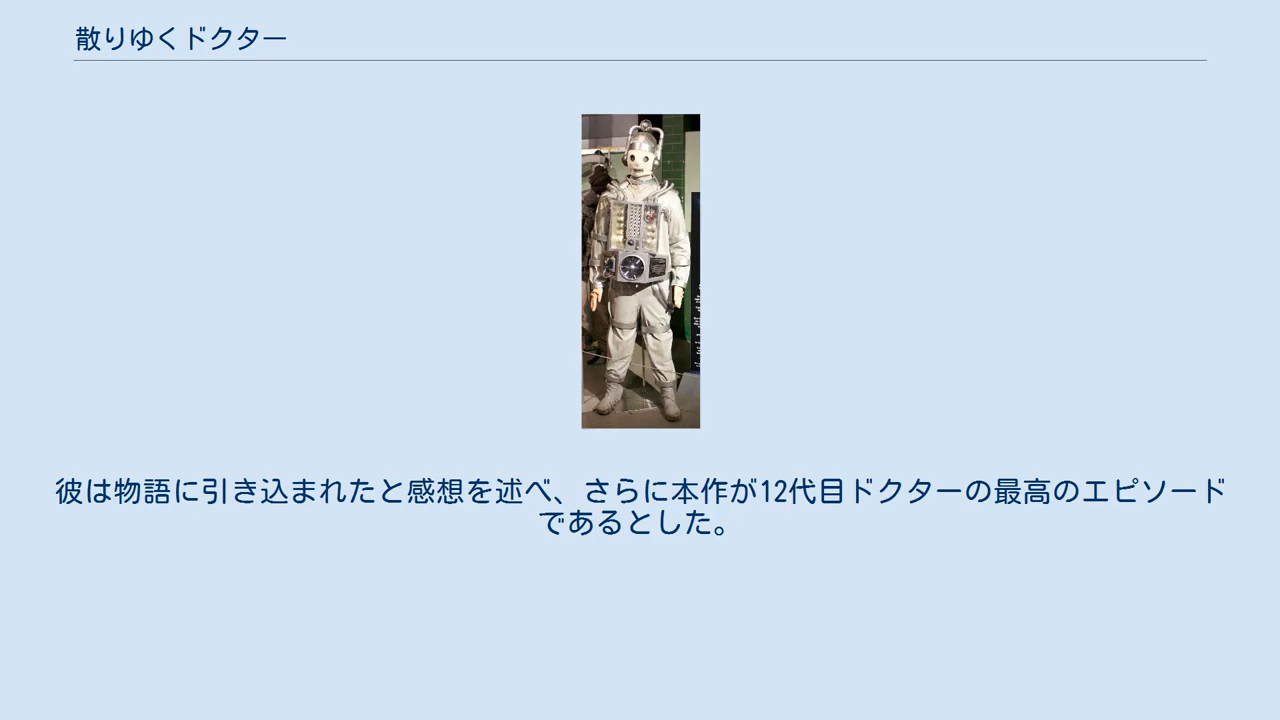 散りゆくドクター
彼は物語に引き込まれたと感想を述べ、さらに本作が12代目ドクターの最高のエピソード
であるとした。